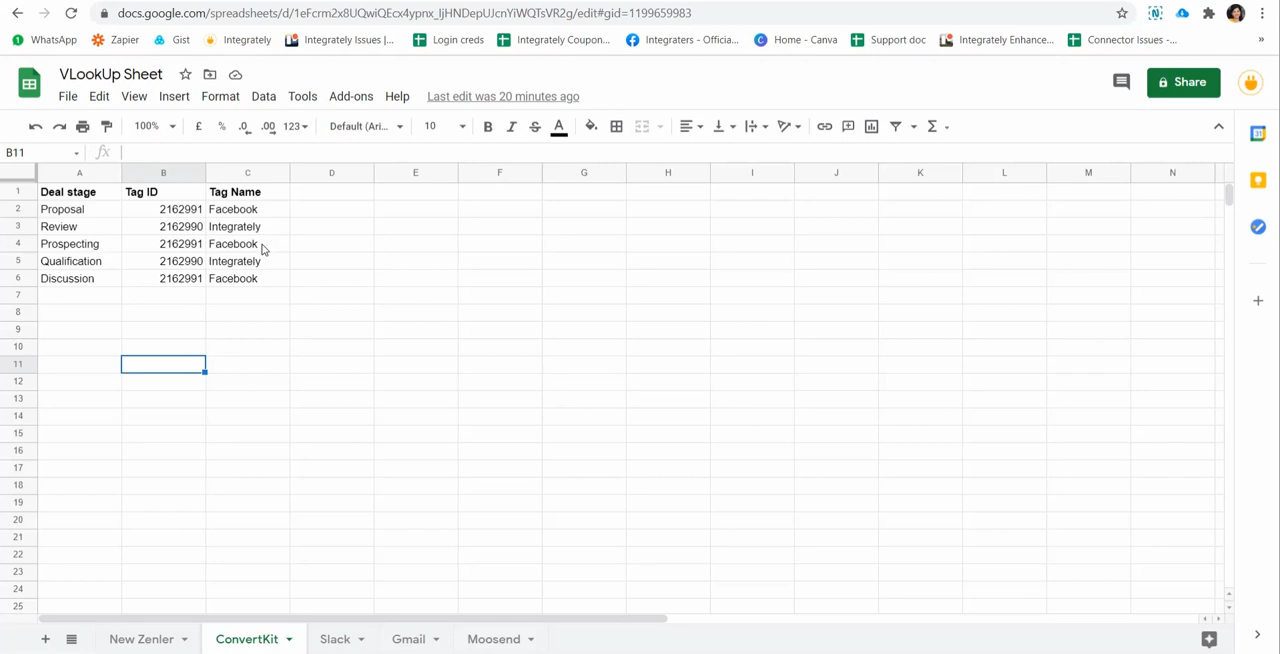 docs.google.com/spreadsheets/d/1eFcrm2x8UQwiQEcx4ypnx_IjHNDepUJcnYiWQTsVR2g/edit#gid=1199659983
WhatsApp Zapier Gist Integrately Integrately Issues |... Login creds Integrately Coupon... Integraters - Officia... Home - Canva Support doc Integrately Enhance... Connector Issues -... »
VLookUp Sheet
Share
File Edit View Insert Format Data Tools Add-ons Help Last edit was 20 minutes ago
100% £ % .0 .00 123 Default (Ari... 10 B I S A Σ
B11 fx
A B C D E F G H I J K L M N
1 Deal stage Tag ID Tag Name
2 Proposal 2162991 Facebook
3 Review 2162990 Integrately
4 Prospecting 2162991 Facebook
5 Qualification 2162990 Integrately
6 Discussion 2162991 Facebook
7
8
9
10
11
12
13
14
15
16
17
18
19
20
21
22
23
24
25
+ New Zenler ConvertKit Slack Gmail Moosend